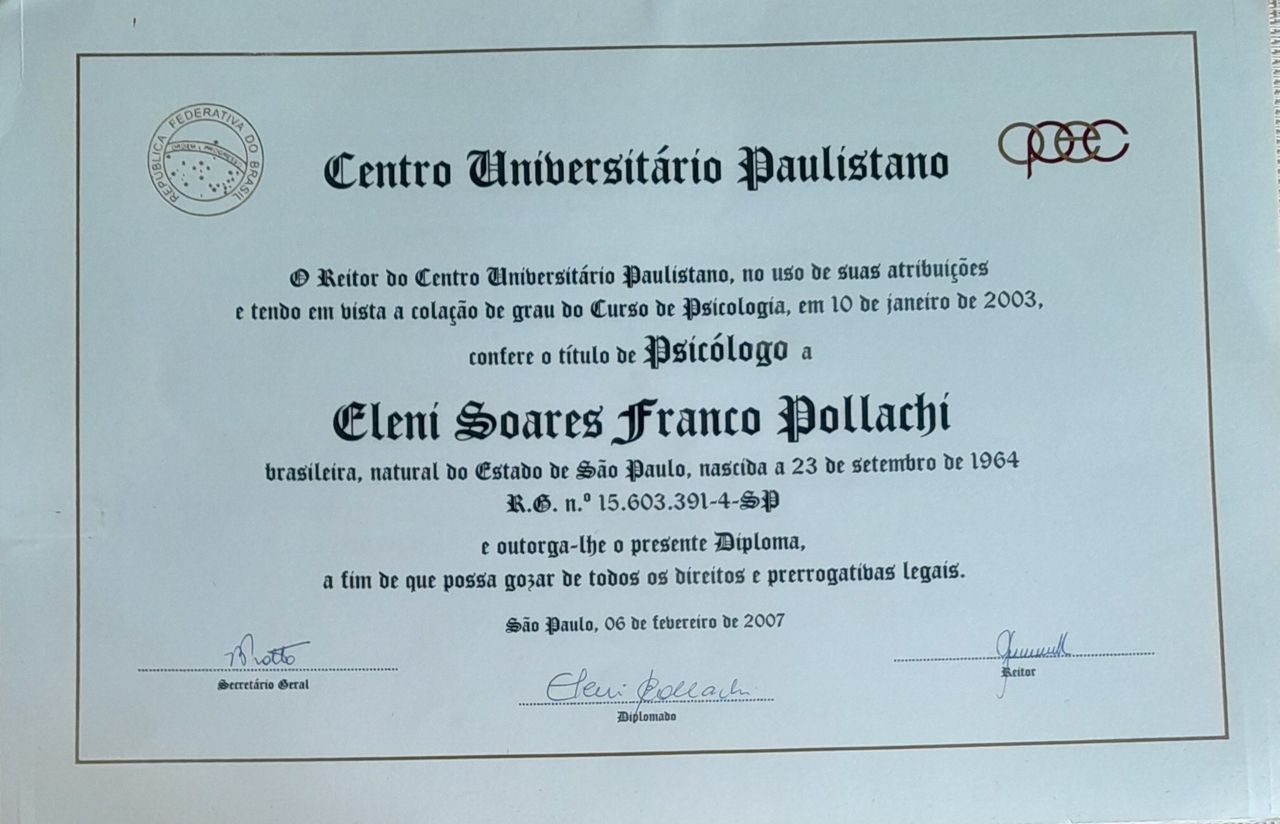 REPÚBLICA FEDERATIVA DO BRASIL
ORDEM E PROGRESSO
Centro Universitário Paulistano
O Reitor do Centro Universitário Paulistano, no uso de suas atribuições
e tendo em vista a colação de grau do Curso de Psicologia, em 10 de janeiro de 2003,
confere o título de Psicólogo a
Eleni Soares Franco Pollachi
brasileira, natural do Estado de São Paulo, nascida a 23 de setembro de 1964
R.G. n.º 15.603.391-4-SP
e outorga-lhe o presente Diploma,
a fim de que possa gozar de todos os direitos e prerrogativas legais.
São Paulo, 06 de fevereiro de 2007
Secretário Geral
Eleni Pollachi
Diplomado
Reitor